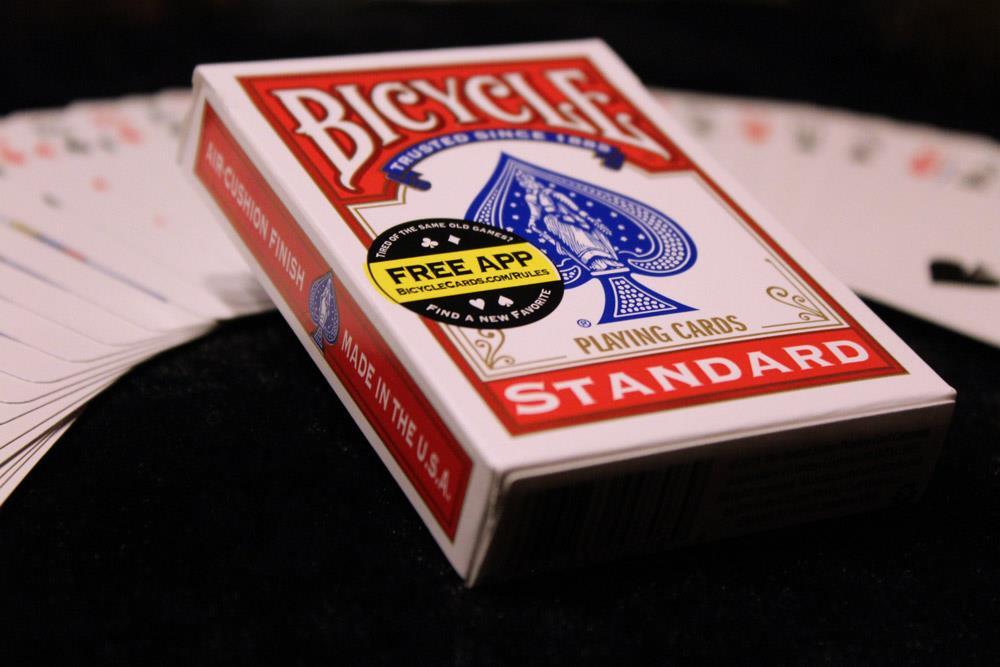 BICYCLE
TRUSTED SINCE 1885
TIRED OF THE SAME OLD GAMES?
FREE APP
BICYCLECARDS.COM/RULES
FIND A NEW FAVORITE
®
PLAYING CARDS
STANDARD
AIR-CUSHION FINISH
MADE IN THE U.S.A.